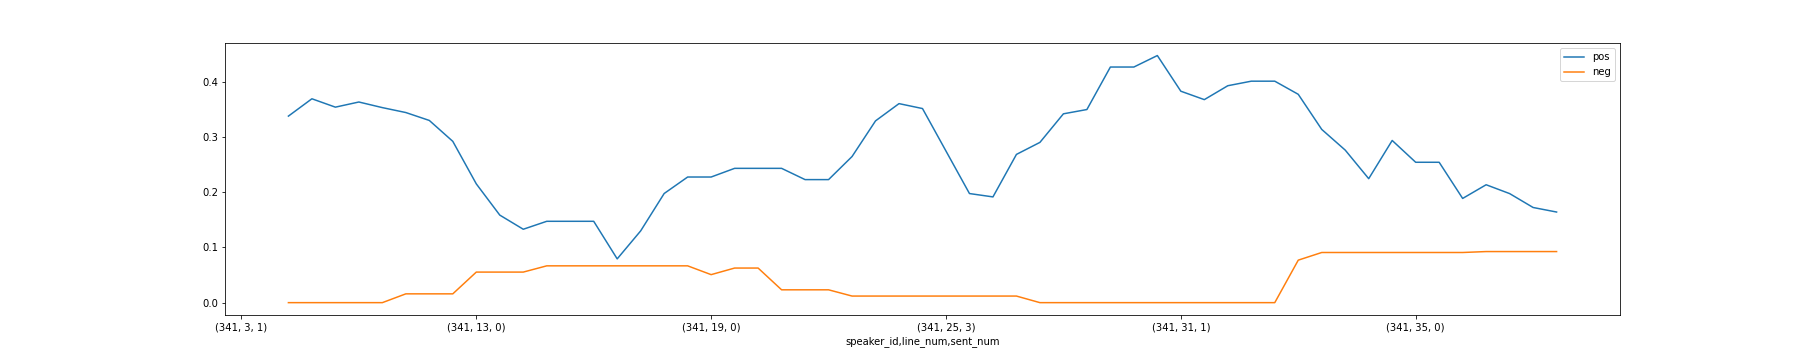 pos
neg
0.4
0.3
0.2
0.1
0.0
(341, 3, 1) (341, 13, 0) (341, 19, 0) (341, 25, 3) (341, 31, 1) (341, 35, 0)
speaker_id,line_num,sent_num